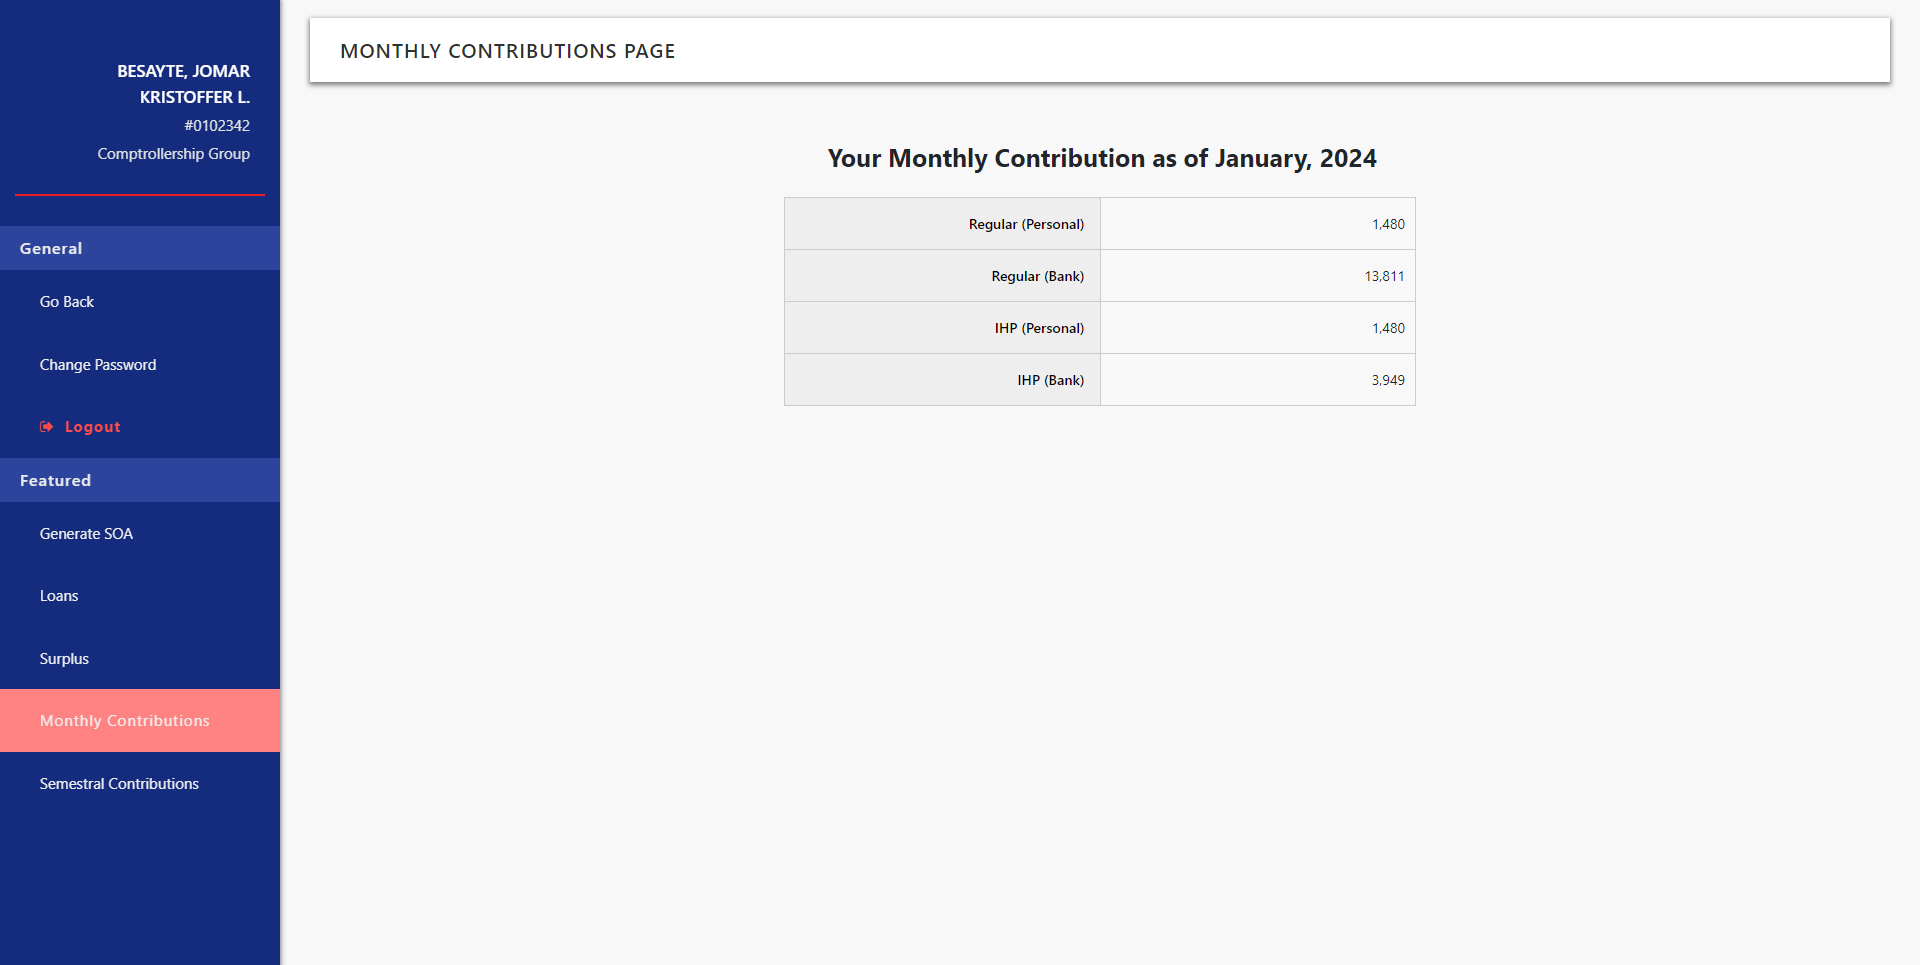 BESAYTE, JOMAR
KRISTOFFER L.
#0102342
Comptrollership Group
General
Go Back
Change Password
Logout
Featured
Generate SOA
Loans
Surplus
Monthly Contributions
Semestral Contributions
MONTHLY CONTRIBUTIONS PAGE
Your Monthly Contribution as of January, 2024
Regular (Personal) 1,480
Regular (Bank) 13,811
IHP (Personal) 1,480
IHP (Bank) 3,949